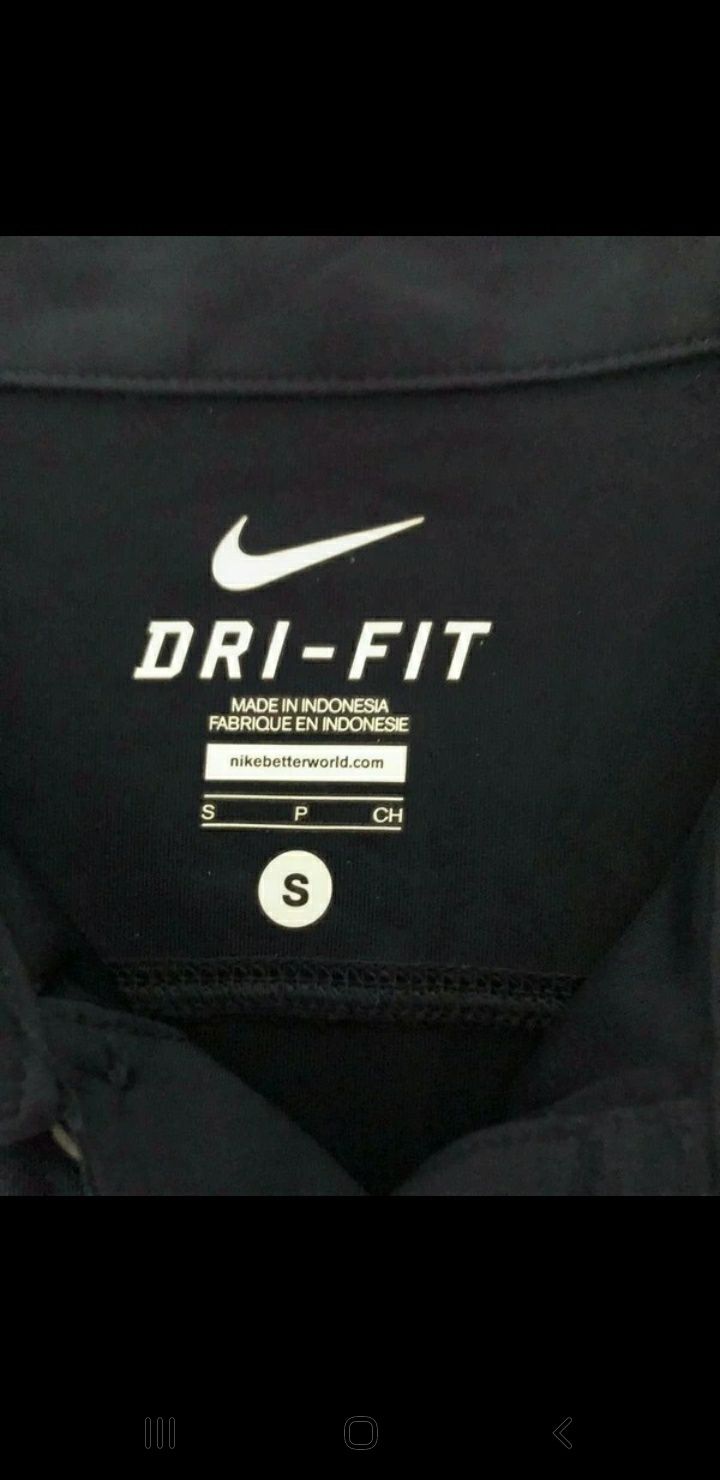 DRI-FIT
MADE IN INDONESIA
FABRIQUE EN INDONESIE
nikebetterworld.com
S P CH
S